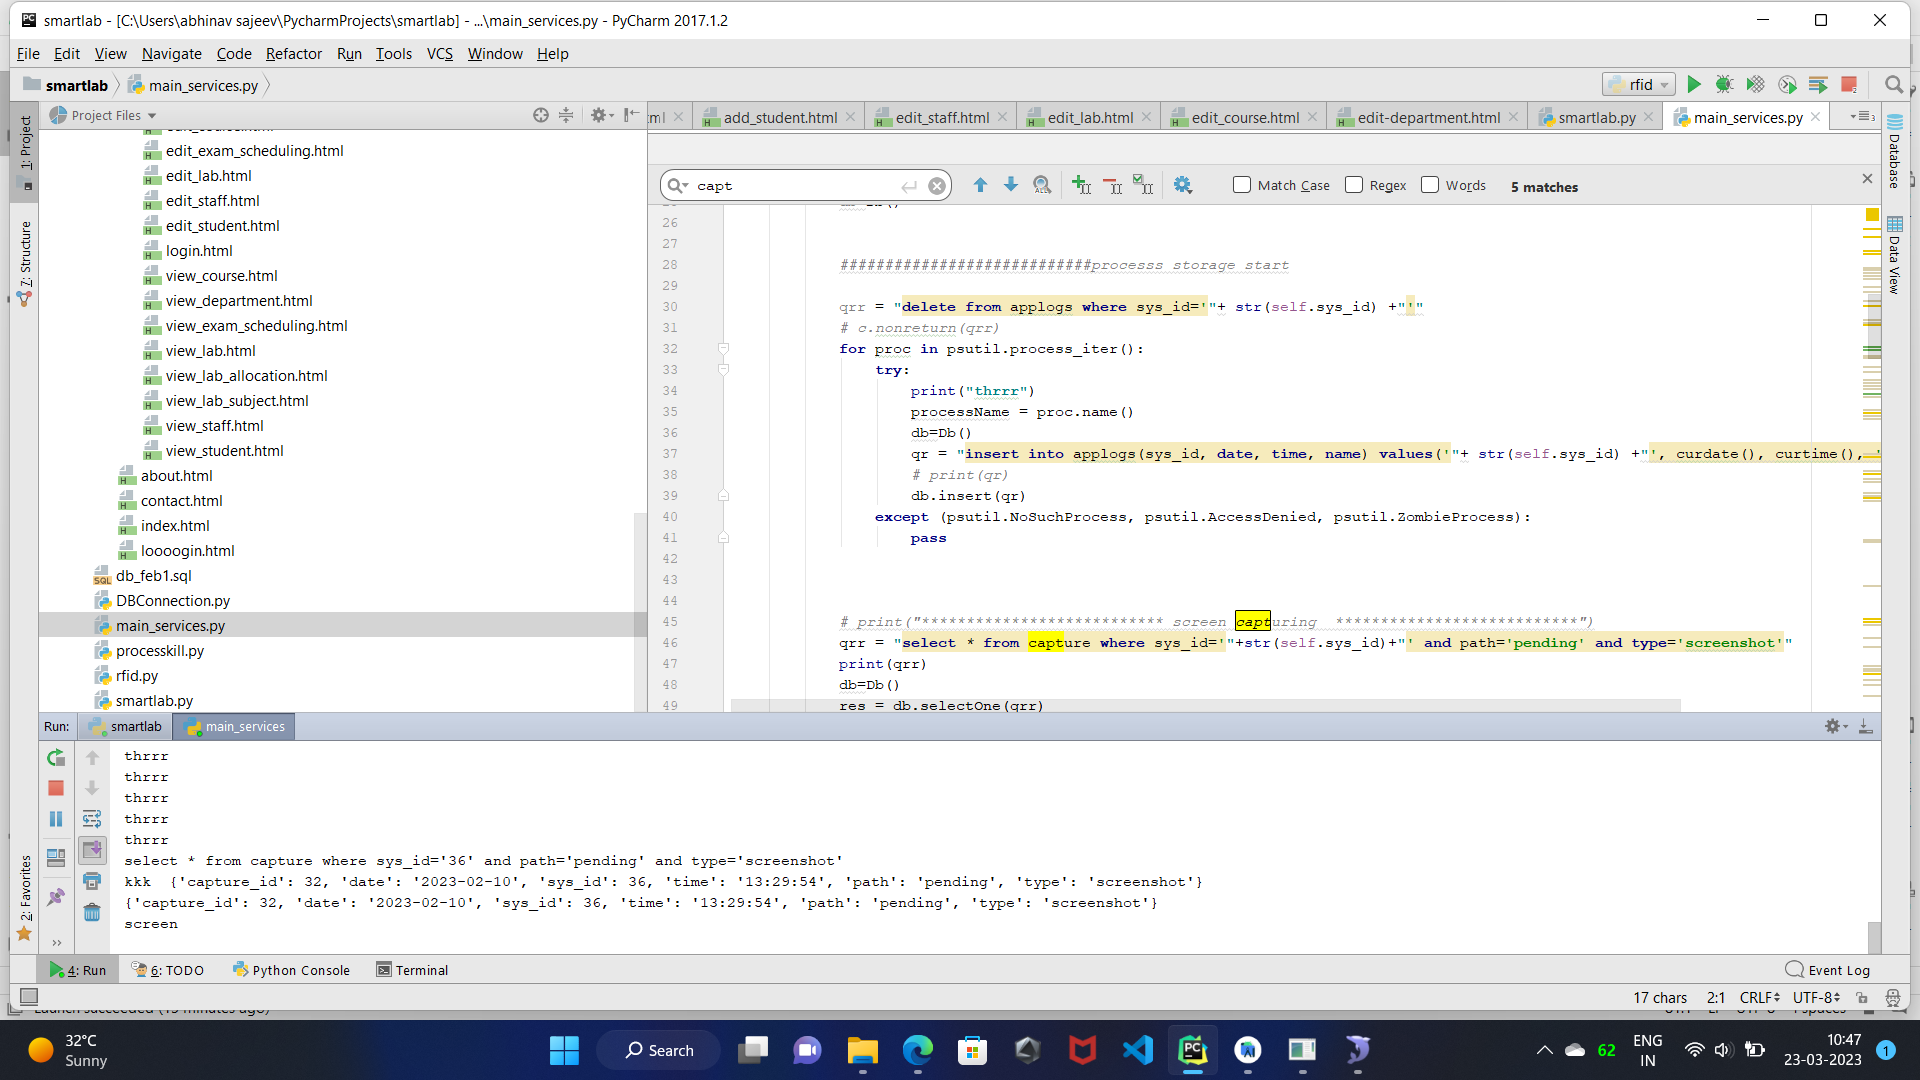 smartlab - [C:\Users\abhinav sajeev\PycharmProjects\smartlab] - ...\main_services.py - PyCharm 2017.1.2
File Edit View Navigate Code Refactor Run Tools VCS Window Help
smartlab main_services.py rfid
Project Files
ml add_student.html edit_staff.html edit_lab.html edit_course.html edit-department.html smartlab.py main_services.py
1: Project
7: Structure
2: Favorites
Database
Data View
edit_exam_scheduling.html
edit_lab.html
edit_staff.html
edit_student.html
login.html
view_course.html
view_department.html
view_exam_scheduling.html
view_lab.html
view_lab_allocation.html
view_lab_subject.html
view_staff.html
view_student.html
about.html
contact.html
index.html
loooogin.html
db_feb1.sql
DBConnection.py
main_services.py
processkill.py
rfid.py
smartlab.py
capt Match Case Regex Words 5 matches
26
27
28 ############################processs storage start
29
30 qrr = "delete from applogs where sys_id='"+ str(self.sys_id) +"'"
31 # c.nonreturn(qrr)
32 for proc in psutil.process_iter():
33 try:
34 print("thrrr")
35 processName = proc.name()
36 db=Db()
37 qr = "insert into applogs(sys_id, date, time, name) values('"+ str(self.sys_id) +"', curdate(), curtime(), '
38 # print(qr)
39 db.insert(qr)
40 except (psutil.NoSuchProcess, psutil.AccessDenied, psutil.ZombieProcess):
41 pass
42
43
44
45 # print("*************************** screen capturing ***************************")
46 qrr = "select * from capture where sys_id='"+str(self.sys_id)+"' and path='pending' and type='screenshot'"
47 print(qrr)
48 db=Db()
49 res = db.selectOne(qrr)
Run: smartlab main_services
thrrr
thrrr
thrrr
thrrr
thrrr
select * from capture where sys_id='36' and path='pending' and type='screenshot'
kkk  {'capture_id': 32, 'date': '2023-02-10', 'sys_id': 36, 'time': '13:29:54', 'path': 'pending', 'type': 'screenshot'}
{'capture_id': 32, 'date': '2023-02-10', 'sys_id': 36, 'time': '13:29:54', 'path': 'pending', 'type': 'screenshot'}
screen
4: Run 6: TODO Python Console Terminal Event Log
17 chars 2:1 CRLF UTF-8
32°C
Sunny
Search
62
ENG
IN
10:47
23-03-2023
1